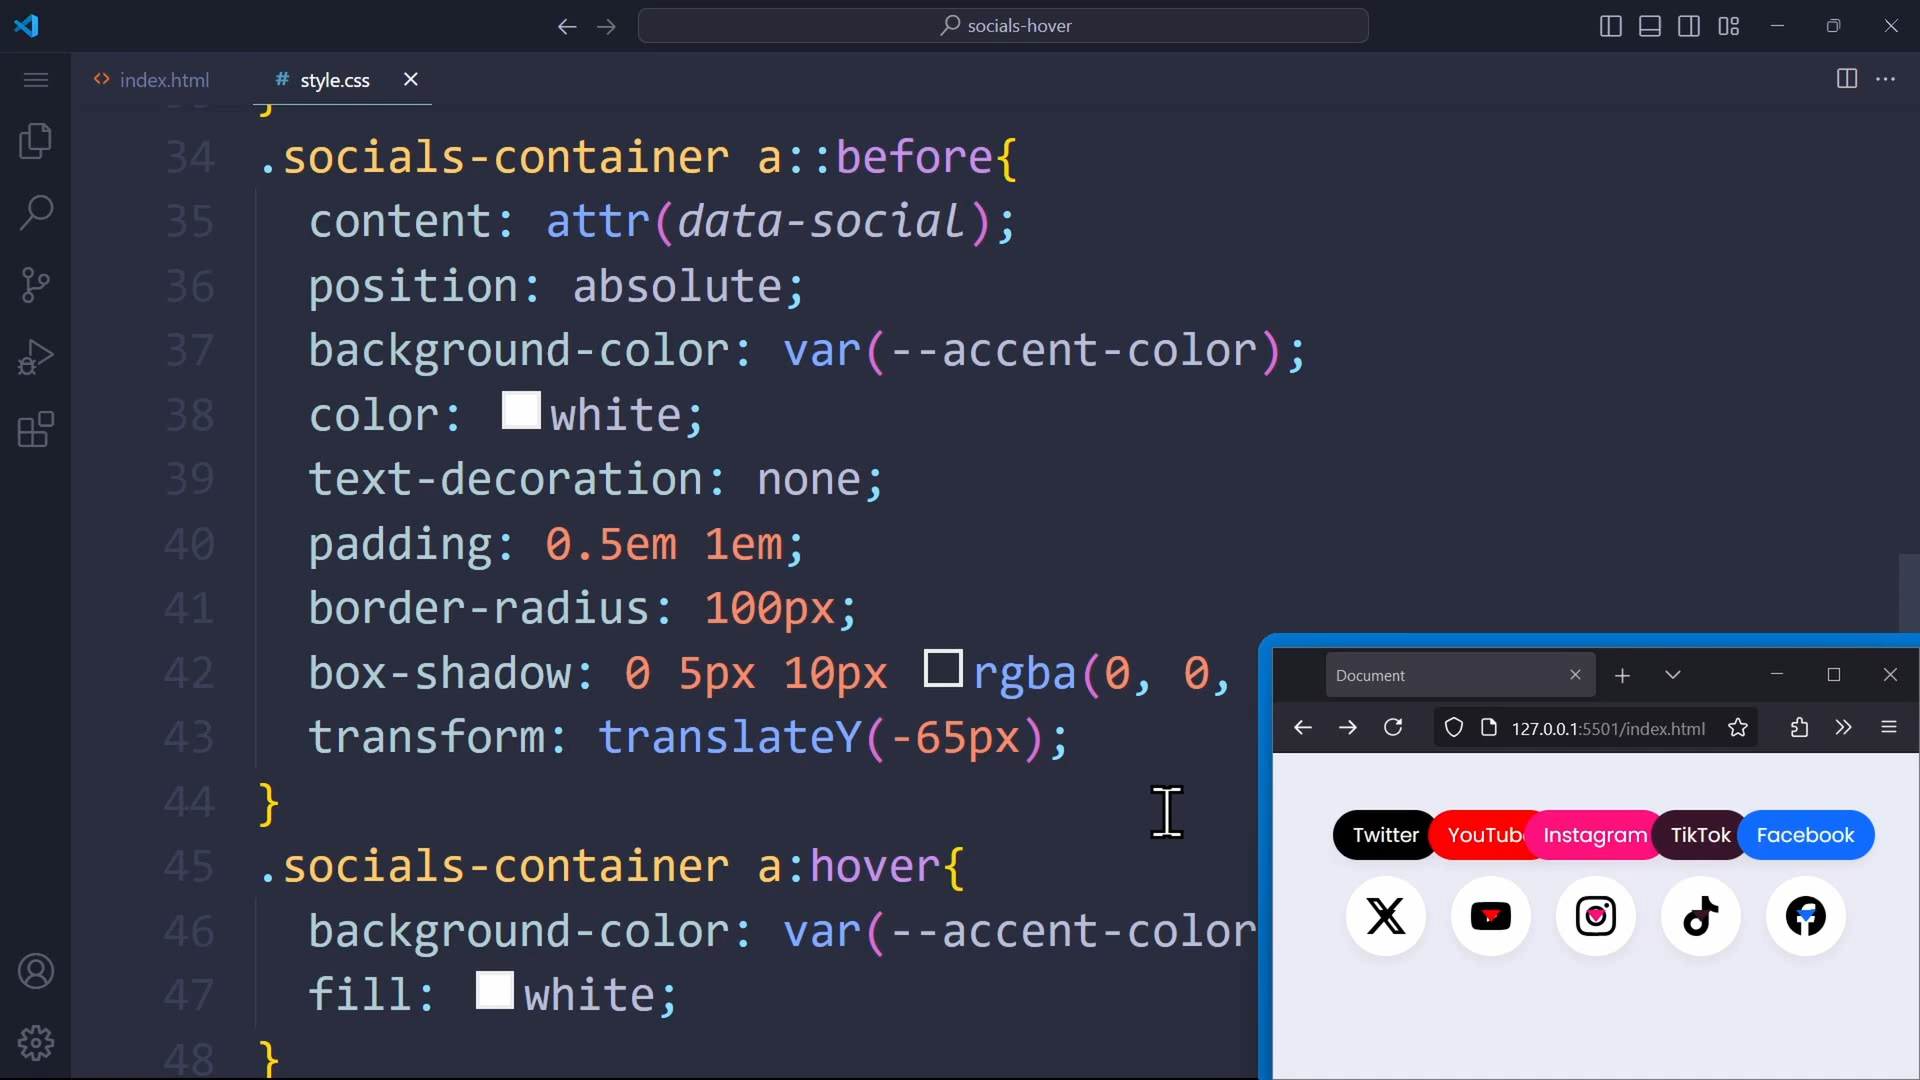 socials-hover
index.html
# style.css
}
34 .socials-container a::before{
35 content: attr(data-social);
36 position: absolute;
37 background-color: var(--accent-color);
38 color: white;
39 text-decoration: none;
40 padding: 0.5em 1em;
41 border-radius: 100px;
42 box-shadow: 0 5px 10px rgba(0, 0,
43 transform: translateY(-65px);
44 }
45 .socials-container a:hover{
46 background-color: var(--accent-color
47 fill: white;
48 }
Document
127.0.0.1:5501/index.html
Twitter YouTube Instagram TikTok Facebook